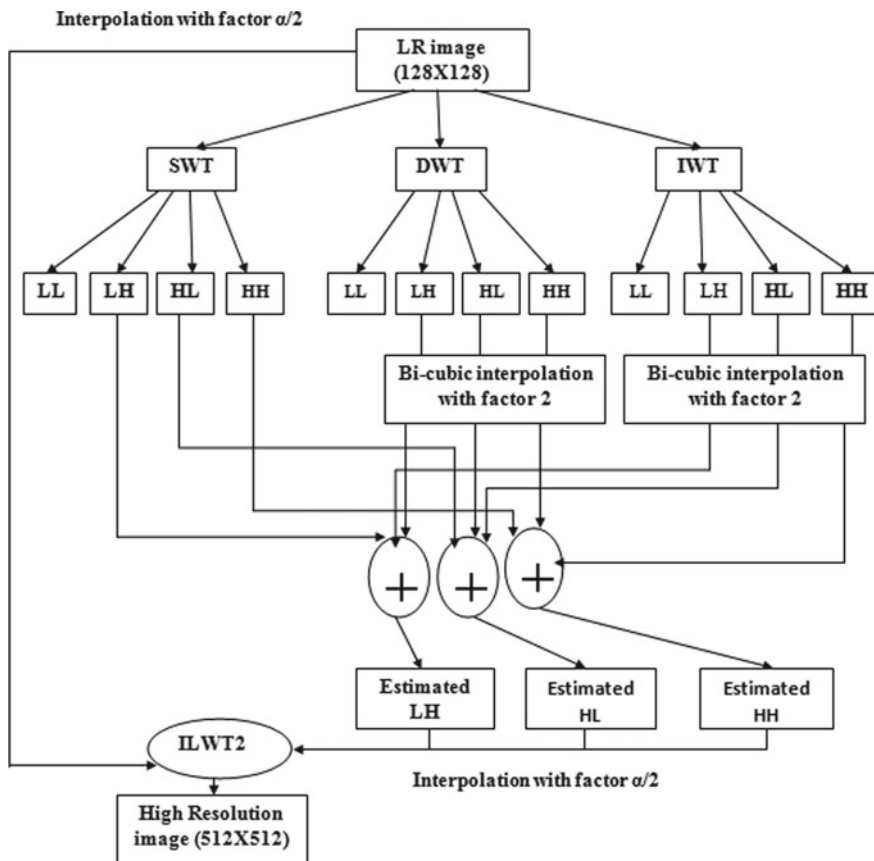 Interpolation with factor α/2
LR image
(128X128)
SWT
DWT
IWT
LL
LH
HL
HH
LL
LH
HL
HH
LL
LH
HL
HH
Bi-cubic interpolation
with factor 2
Bi-cubic interpolation
with factor 2
+
+
+
Estimated
LH
Estimated
HL
Estimated
HH
ILWT2
Interpolation with factor α/2
High Resolution
image (512X512)